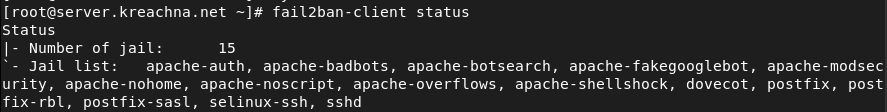 [root@server.kreachna.net ~]# fail2ban-client status
Status
|- Number of jail:      15
`- Jail list:   apache-auth, apache-badbots, apache-botsearch, apache-fakegooglebot, apache-modsec
urity, apache-nohome, apache-noscript, apache-overflows, apache-shellshock, dovecot, postfix, post
fix-rbl, postfix-sasl, selinux-ssh, sshd